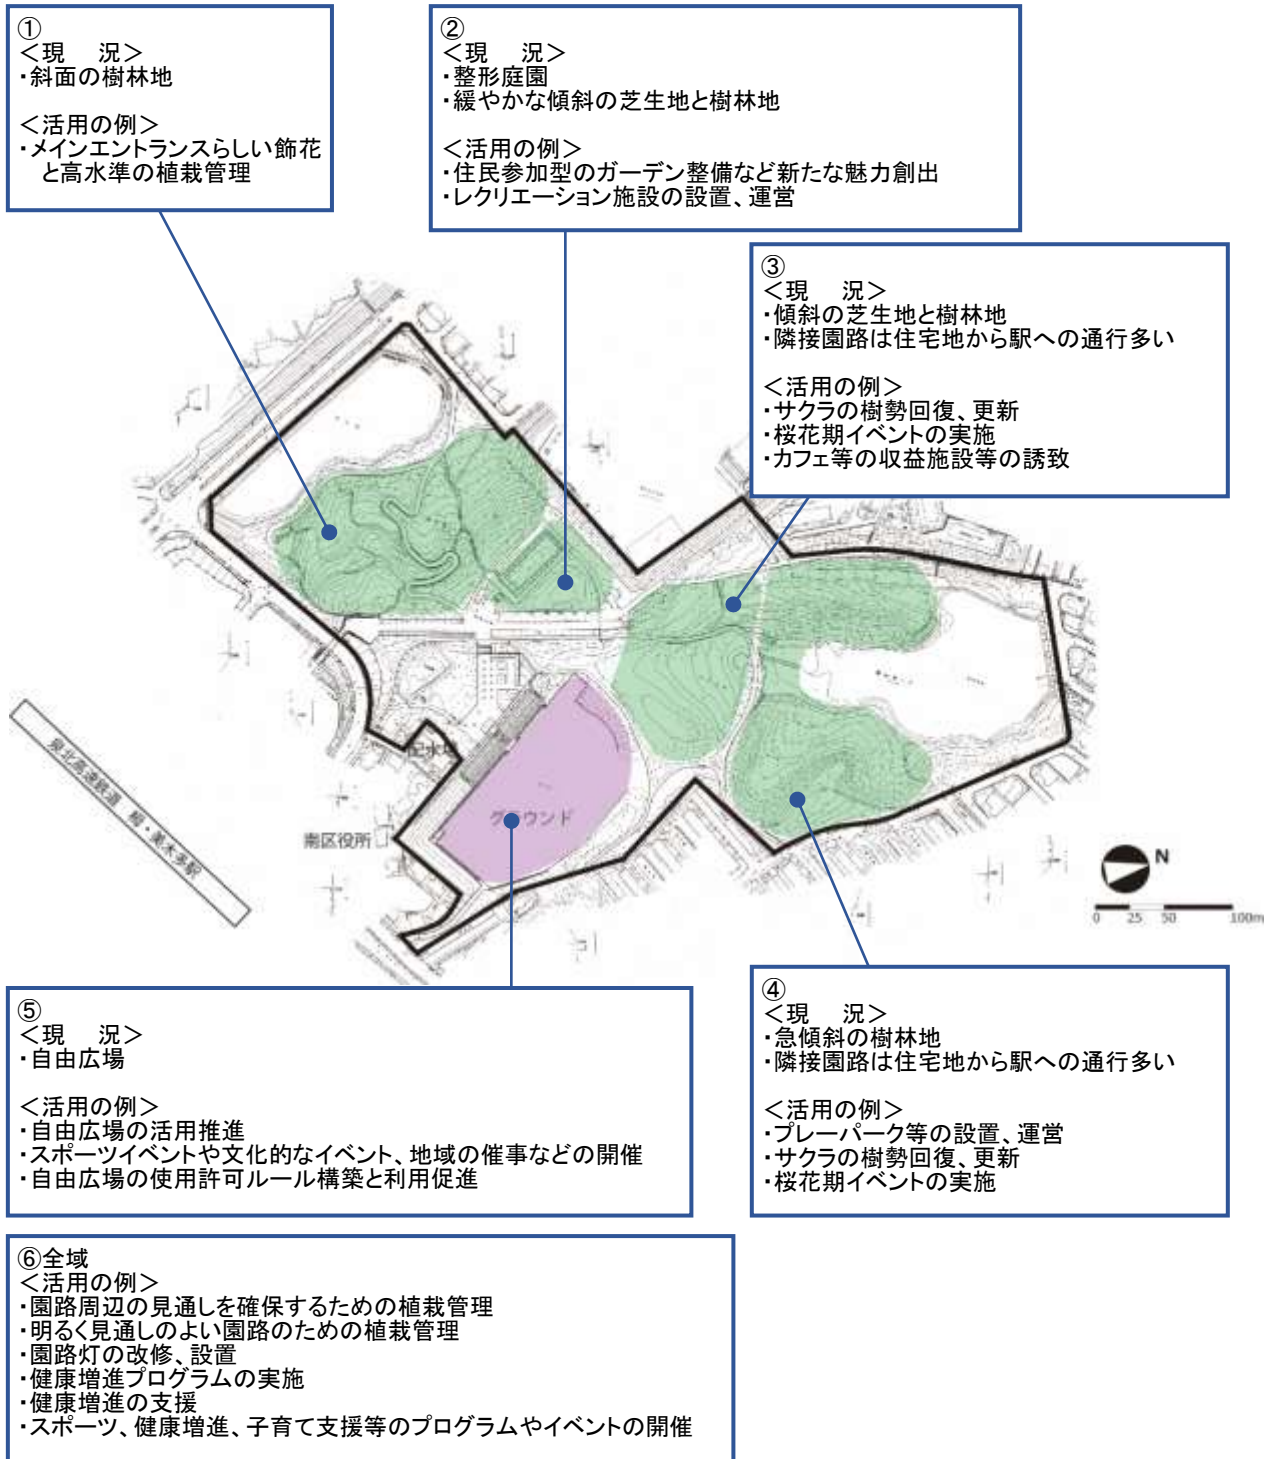 ①
＜現　況＞
・斜面の樹林地
＜活用の例＞
・メインエントランスらしい飾花
と高水準の植栽管理
②
＜現　況＞
・整形庭園
・緩やかな傾斜の芝生地と樹林地
＜活用の例＞
・住民参加型のガーデン整備など新たな魅力創出
・レクリエーション施設の設置、運営
③
＜現　況＞
・傾斜の芝生地と樹林地
・隣接園路は住宅地から駅への通行多い
＜活用の例＞
・サクラの樹勢回復、更新
・桜花期イベントの実施
・カフェ等の収益施設等の誘致
配水場
グラウンド
南区役所
泉北高速鉄道　栂・美木多駅
N
0 25 50 100m
⑤
＜現　況＞
・自由広場
＜活用の例＞
・自由広場の活用推進
・スポーツイベントや文化的なイベント、地域の催事などの開催
・自由広場の使用許可ルール構築と利用促進
④
＜現　況＞
・急傾斜の樹林地
・隣接園路は住宅地から駅への通行多い
＜活用の例＞
・プレーパーク等の設置、運営
・サクラの樹勢回復、更新
・桜花期イベントの実施
⑥全域
＜活用の例＞
・園路周辺の見通しを確保するための植栽管理
・明るく見通しのよい園路のための植栽管理
・園路灯の改修、設置
・健康増進プログラムの実施
・健康増進の支援
・スポーツ、健康増進、子育て支援等のプログラムやイベントの開催